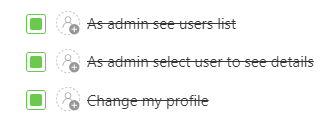 As admin see users list
As admin select user to see details
Change my profile